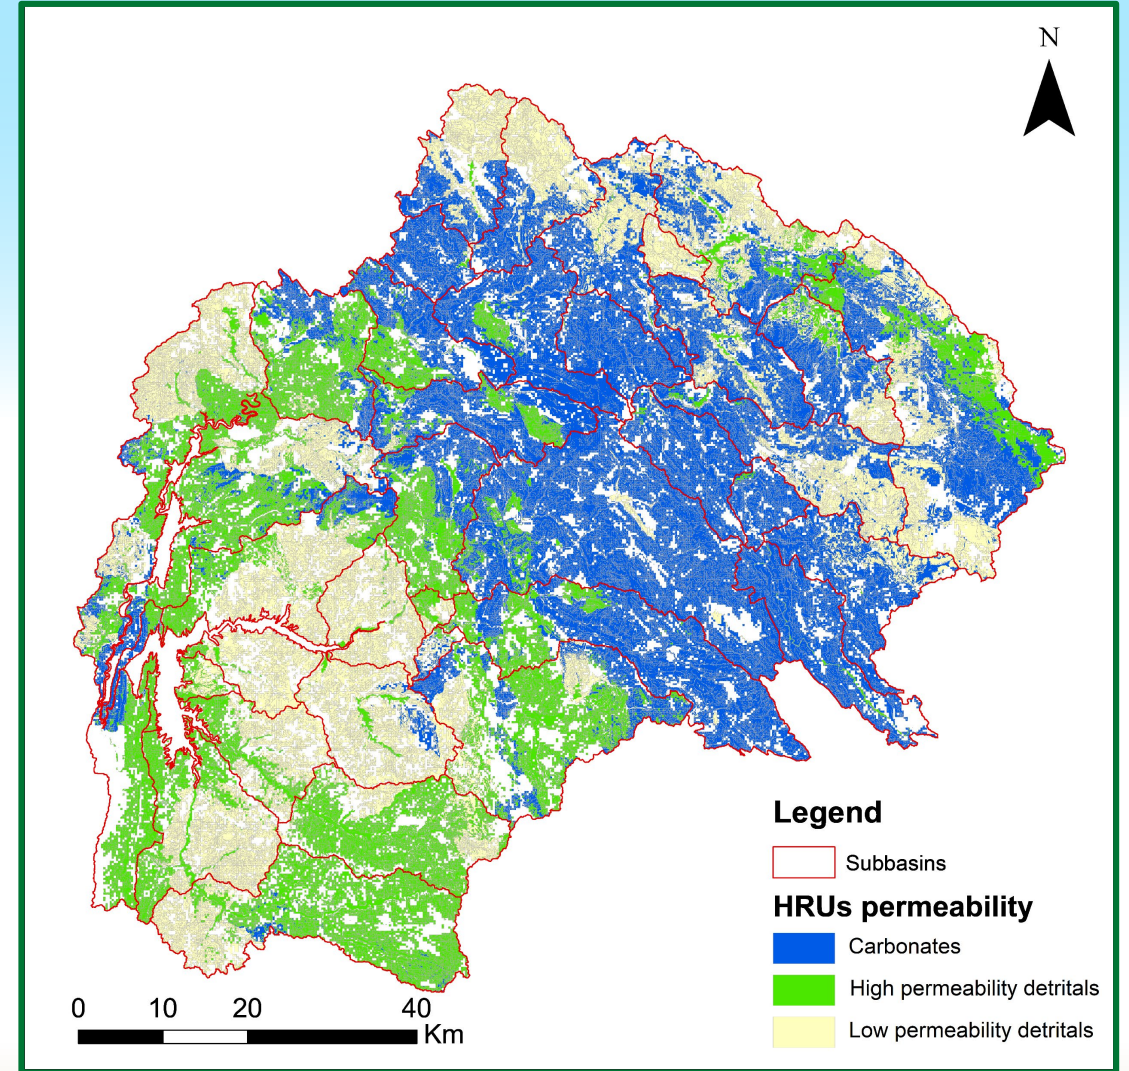 N
Legend
Subbasins
HRUs permeability
Carbonates
High permeability detritals
Low permeability detritals
0 10 20 40
Km